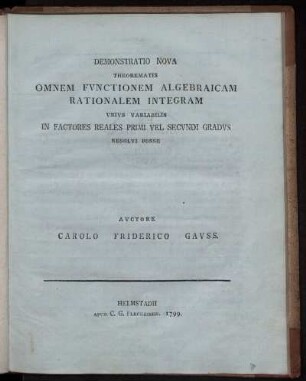 DEMONSTRATIO NOVA
THEOREMATIS
OMNEM FVNCTIONEM ALGEBRAICAM
RATIONALEM INTEGRAM
VNIVS VARIABILIS
IN FACTORES REALES PRIMI VEL SECVNDI GRADVS
RESOLVI POSSE
AVCTORE
CAROLO FRIDERICO GAVSS.
HELMSTADII
APVD C. G. FLECKEISEN. 1799.